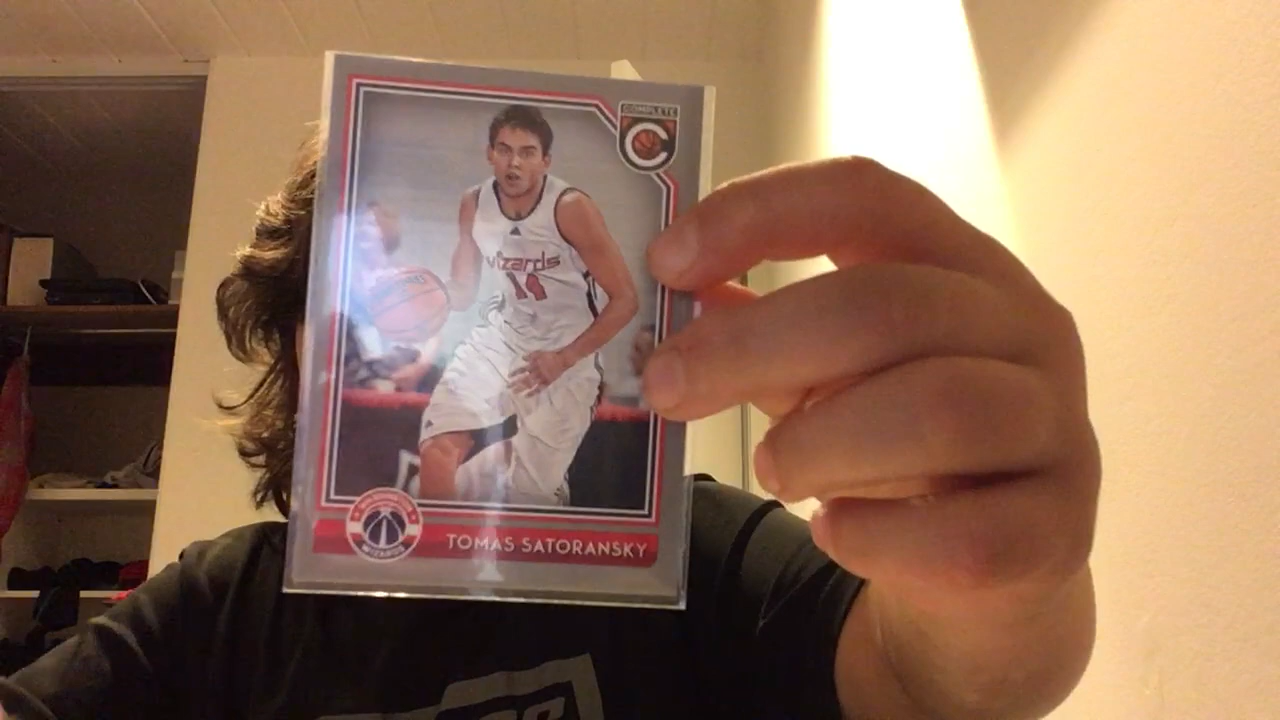 COMPLETE
C
wizards
14
WASHINGTON
WIZARDS
TOMAS SATORANSKY